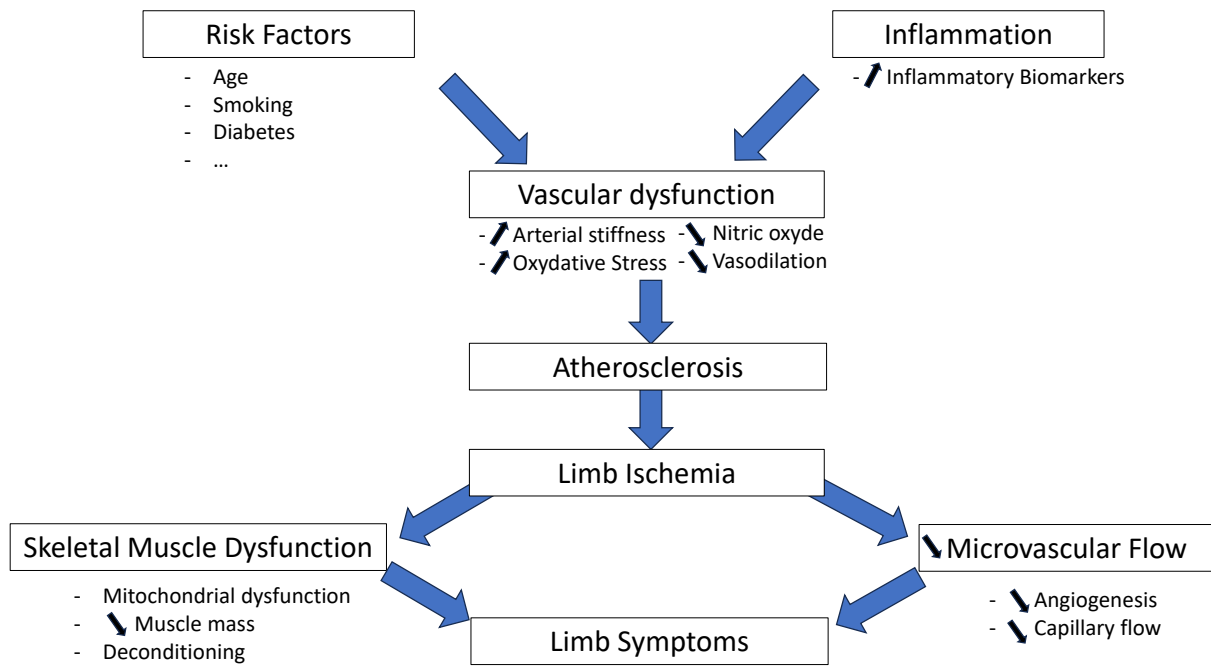 Risk Factors
- Age
- Smoking
- Diabetes
- ...
Inflammation
- Inflammatory Biomarkers
Vascular dysfunction
- Arterial stiffness - Nitric oxyde
- Oxydative Stress - Vasodilation
Atherosclerosis
Limb Ischemia
Skeletal Muscle Dysfunction
- Mitochondrial dysfunction
- Muscle mass
- Deconditioning
Microvascular Flow
- Angiogenesis
- Capillary flow
Limb Symptoms